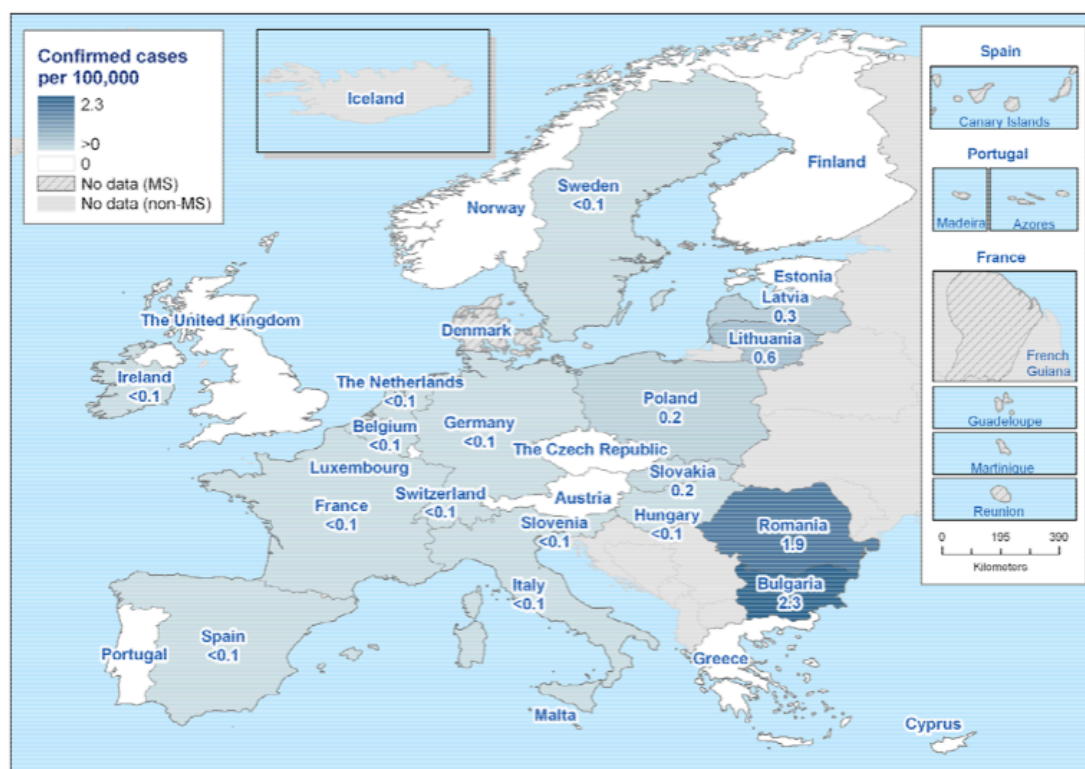 Confirmed cases
per 100,000
2.3
>0
0
No data (MS)
No data (non-MS)
Iceland
Spain
Canary Islands
Portugal
Madeira
Azores
France
French
Guiana
Guadeloupe
Martinique
Reunion
0 195 390
Kilometers
Finland
Sweden
<0.1
Norway
Estonia
Latvia
0.3
Lithuania
0.6
Denmark
The United Kingdom
Ireland
<0.1
The Netherlands
<0.1
Belgium
<0.1
Germany
<0.1
Poland
0.2
The Czech Republic
Luxembourg
Slovakia
0.2
Switzerland
<0.1
Austria
France
<0.1
Slovenia
<0.1
Hungary
<0.1
Romania
1.9
Bulgaria
2.3
Italy
<0.1
Spain
<0.1
Portugal
Greece
Malta
Cyprus